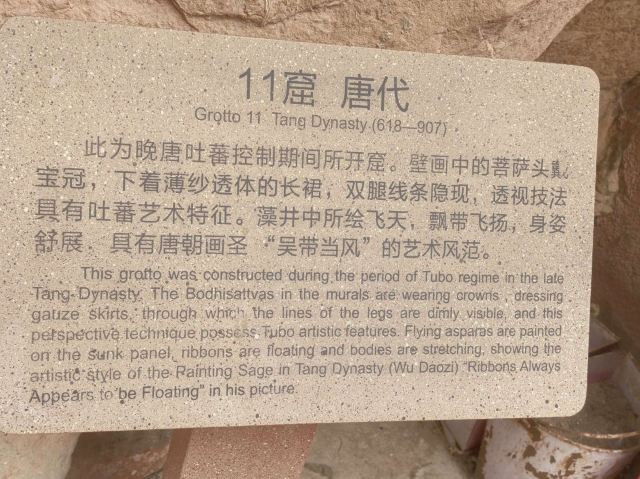 11窟 唐代
Grotto 11 Tang Dynasty (618—907)
此为晚唐吐蕃控制期间所开窟。壁画中的菩萨头戴
宝冠，下着薄纱透体的长裙，双腿线条隐现，透视技法
具有吐蕃艺术特征。藻井中所绘飞天，飘带飞扬，身姿
舒展．具有唐朝画圣“吴带当风”的艺术风范。
This grotto was constructed during the period of Tubo regime in the late
Tang Dynasty. The Bodhisattvas in the murals are wearing crowns , dressing
gauze skirts, through which the lines of the legs are dimly visible, and this
perspective technique possess Tubo artistic features. Flying asparas are painted
on the sunk panel, ribbons are floating and bodies are stretching, showing the
artistic style of the Painting Sage in Tang Dynasty (Wu Daozi) "Ribbons Always
Appears to be Floating" in his picture.